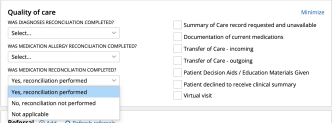 Quality of care
Minimize
WAS DIAGNOSES RECONCILIATION COMPLETED?
Select...
WAS MEDICATION ALLERGY RECONCILIATION COMPLETED?
Select...
WAS MEDICATION RECONCILIATION COMPLETED?
Yes, reconciliation performed
Yes, reconciliation performed
No, reconciliation not performed
Not applicable
Summary of Care record requested and unavailable
Documentation of current medications
Transfer of Care - incoming
Transfer of Care - outgoing
Patient Decision Aids / Education Materials Given
Patient declined to receive clinical summary
Virtual visit